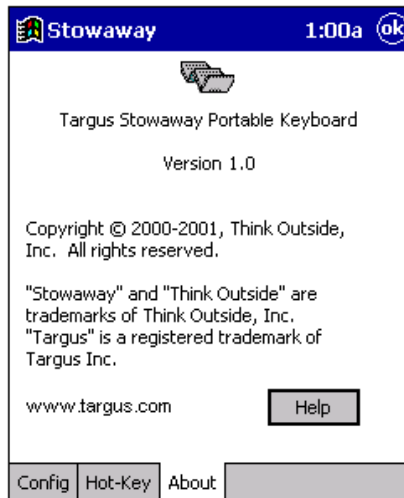 Stowaway 1:00a ok
Targus Stowaway Portable Keyboard
Version 1.0
Copyright © 2000-2001, Think Outside,
Inc. All rights reserved.
"Stowaway" and "Think Outside" are
trademarks of Think Outside, Inc.
"Targus" is a registered trademark of
Targus Inc.
www.targus.com Help
Config Hot-Key About